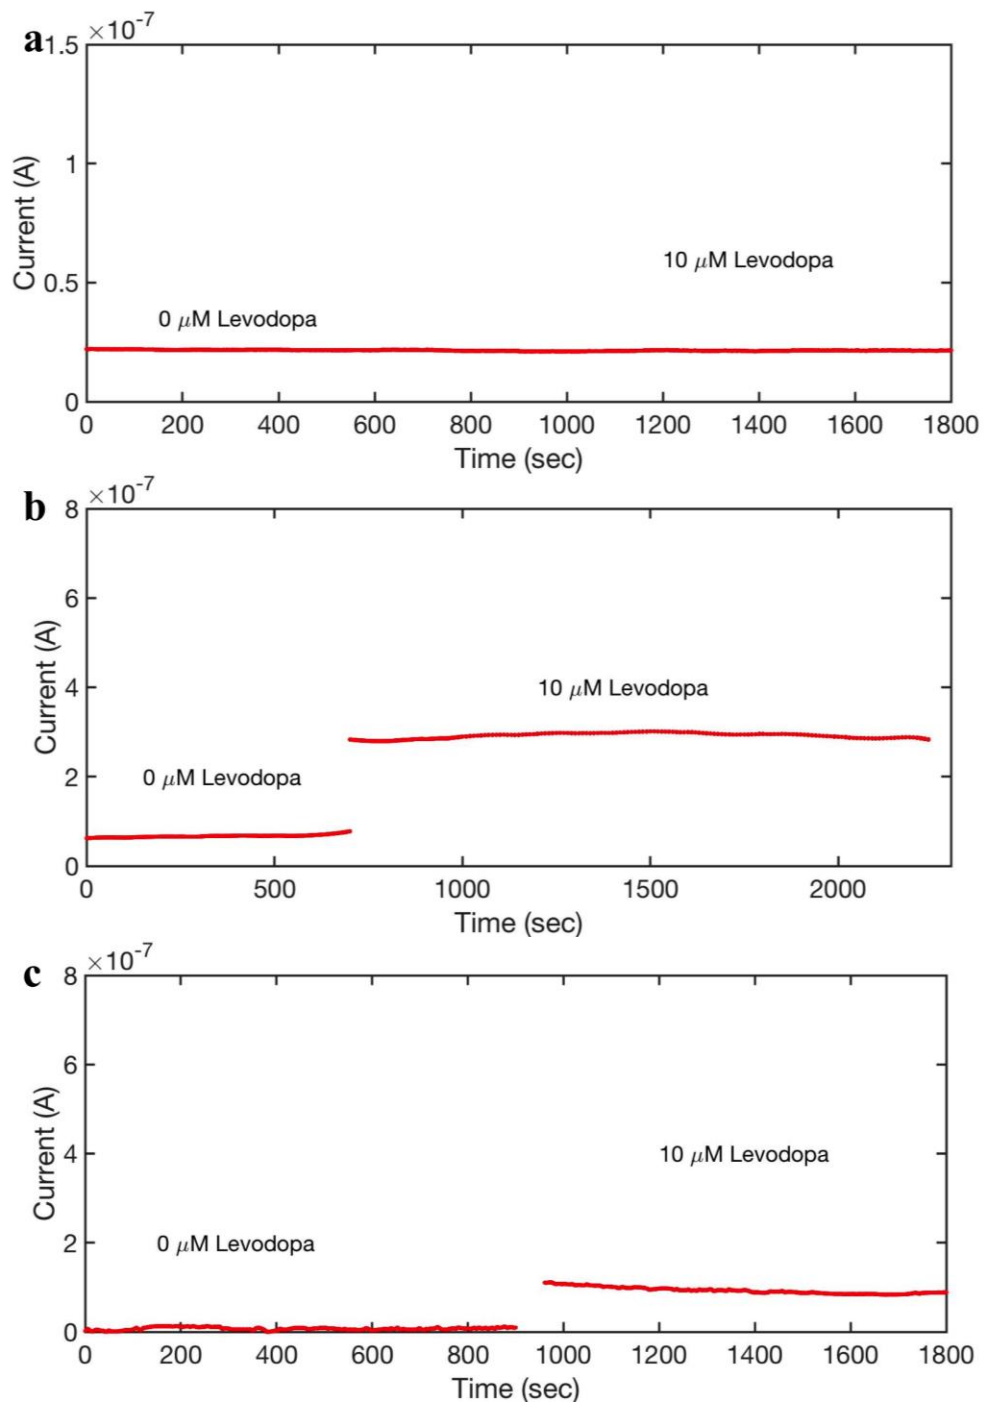 a
×10⁻⁷
1.5
1
0.5
0
Current (A)
0 μM Levodopa
10 μM Levodopa
0 200 400 600 800 1000 1200 1400 1600 1800
Time (sec)
b
×10⁻⁷
8
6
4
2
0
Current (A)
10 μM Levodopa
0 μM Levodopa
0 500 1000 1500 2000
Time (sec)
c
×10⁻⁷
8
6
4
2
0
Current (A)
10 μM Levodopa
0 μM Levodopa
0 200 400 600 800 1000 1200 1400 1600 1800
Time (sec)